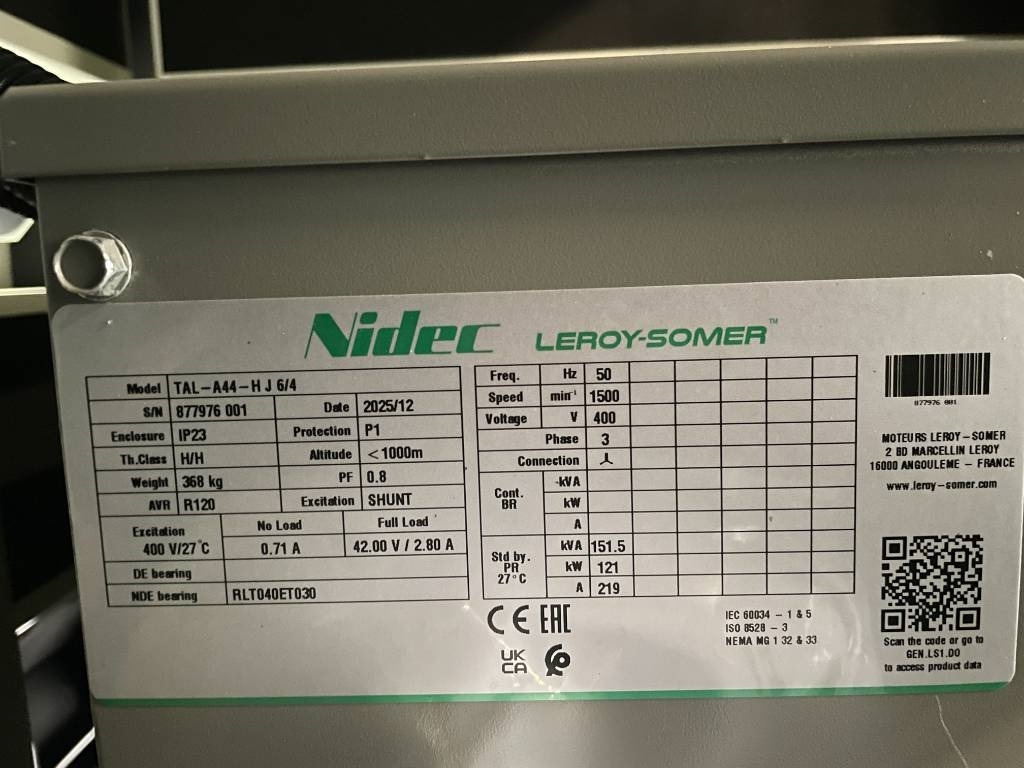 Nidec LEROY-SOMER™
Model TAL-A44-H J 6/4
S/N 877976 001 Date 2025/12
Enclosure IP23 Protection P1
Th.Class H/H Altitude <1000m
Weight 368 kg PF 0.8
AVR R120 Excitation SHUNT
Excitation No Load Full Load
400 V/27°C 0.71 A 42.00 V / 2.80 A
DE bearing
NDE bearing RLT040ET030
Freq. Hz 50
Speed min⁻¹ 1500
Voltage V 400
Phase 3
Connection
Cont. BR kVA
kW
A
Std by. PR 27°C kVA 151.5
kW 121
A 219
CE EAC
UK CA
IEC 60034 - 1 & 5
ISO 8528 - 3
NEMA MG 1 32 & 33
877976 001
MOTEURS LEROY-SOMER
2 BD MARCELLIN LEROY
16000 ANGOULEME - FRANCE
www.leroy-somer.com
Scan the code or go to
GEN.LS1.DO
to access product data